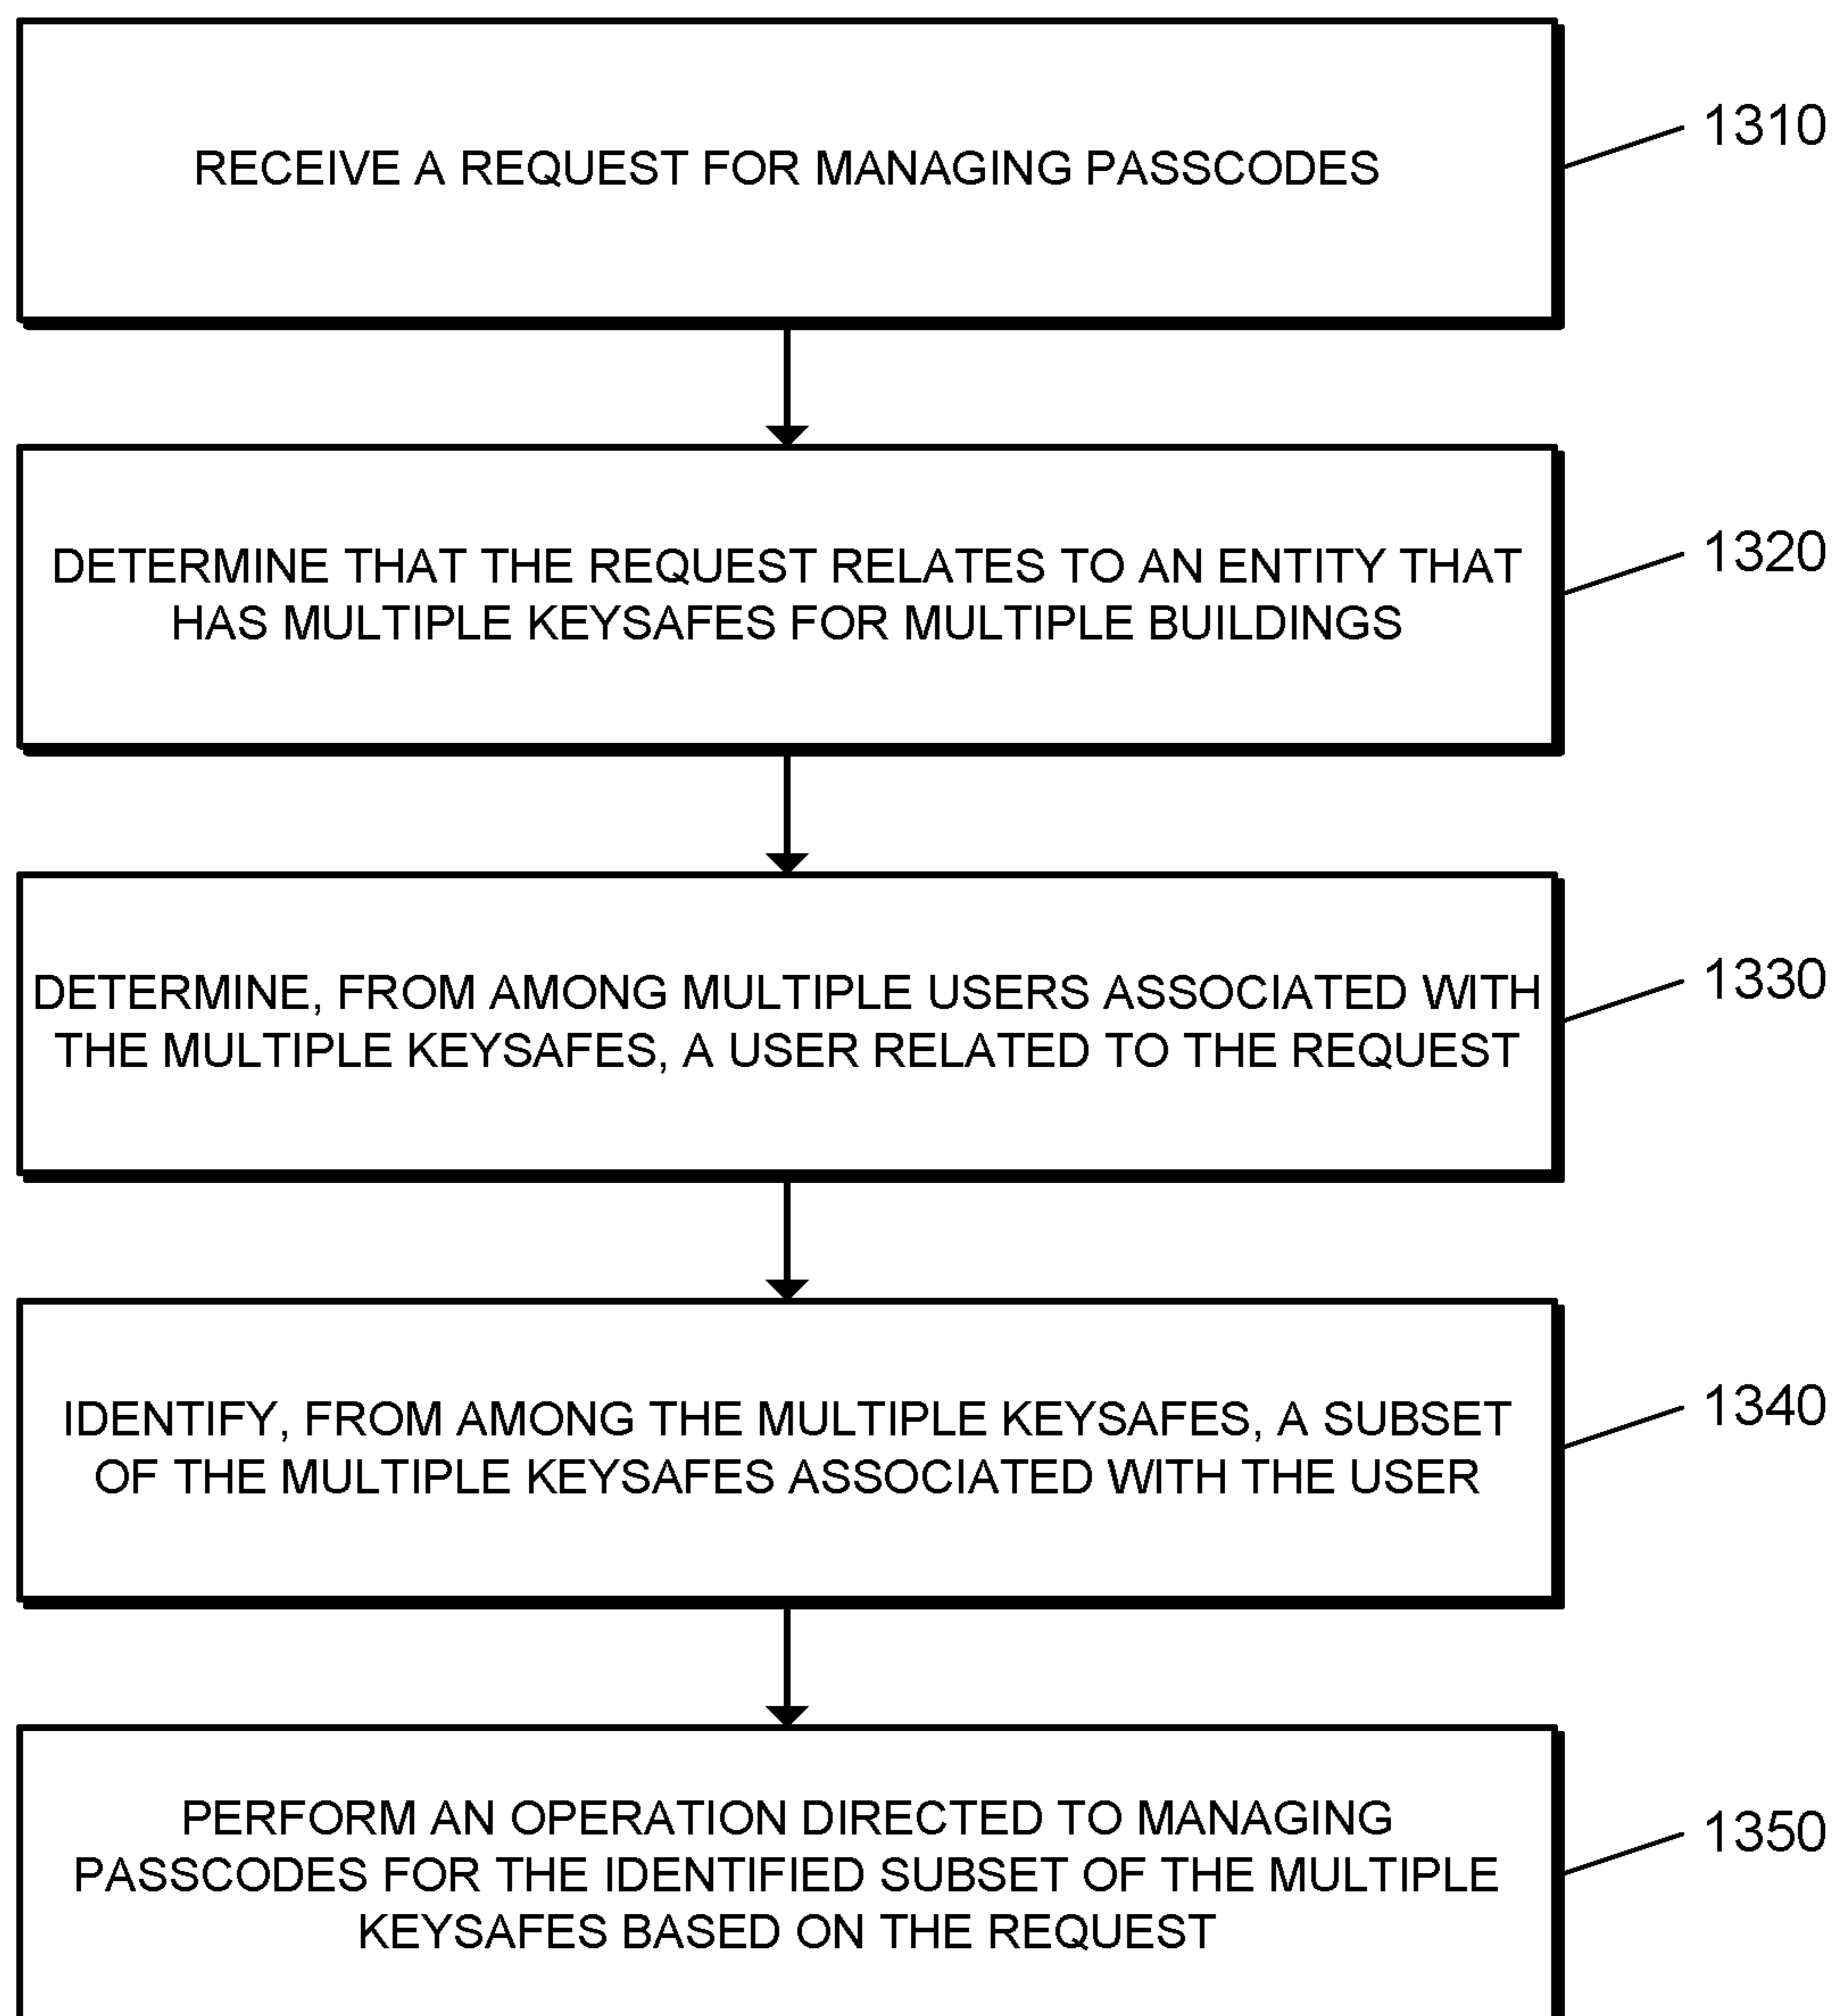 RECEIVE A REQUEST FOR MANAGING PASSCODES
1310
DETERMINE THAT THE REQUEST RELATES TO AN ENTITY THAT
HAS MULTIPLE KEYSAFES FOR MULTIPLE BUILDINGS
1320
DETERMINE, FROM AMONG MULTIPLE USERS ASSOCIATED WITH
THE MULTIPLE KEYSAFES, A USER RELATED TO THE REQUEST
1330
IDENTIFY, FROM AMONG THE MULTIPLE KEYSAFES, A SUBSET
OF THE MULTIPLE KEYSAFES ASSOCIATED WITH THE USER
1340
PERFORM AN OPERATION DIRECTED TO MANAGING
PASSCODES FOR THE IDENTIFIED SUBSET OF THE MULTIPLE
KEYSAFES BASED ON THE REQUEST
1350